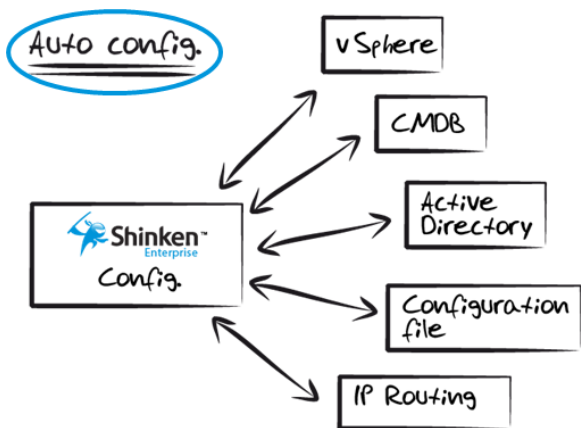 Auto config.
vSphere
CMDB
Active
Directory
Shinken™
Enterprise
Config.
Configuration
file
IP Routing